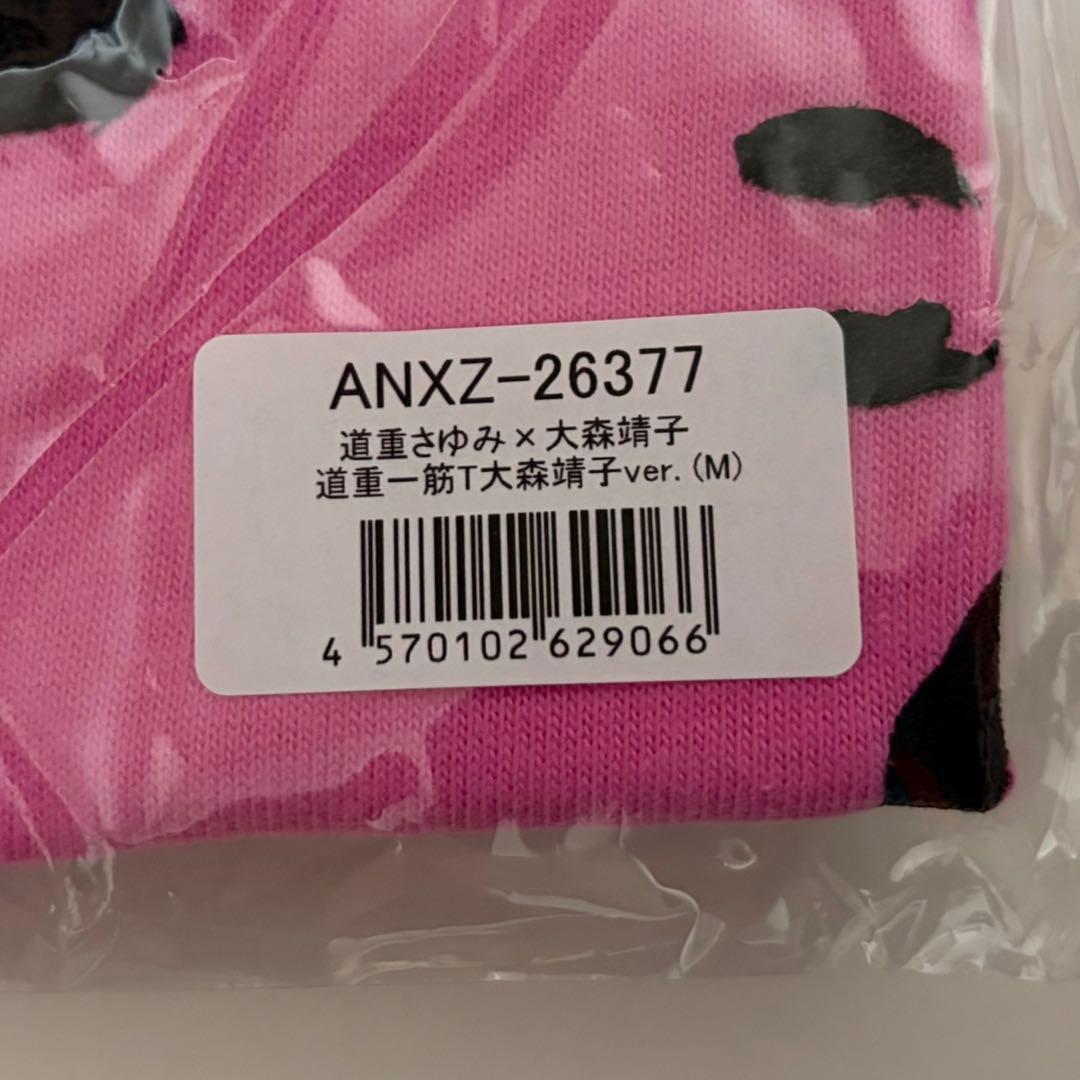 ANXZ-26377
道重さゆみ×大森靖子
道重一筋T大森靖子ver.(M)
4 570102 629066